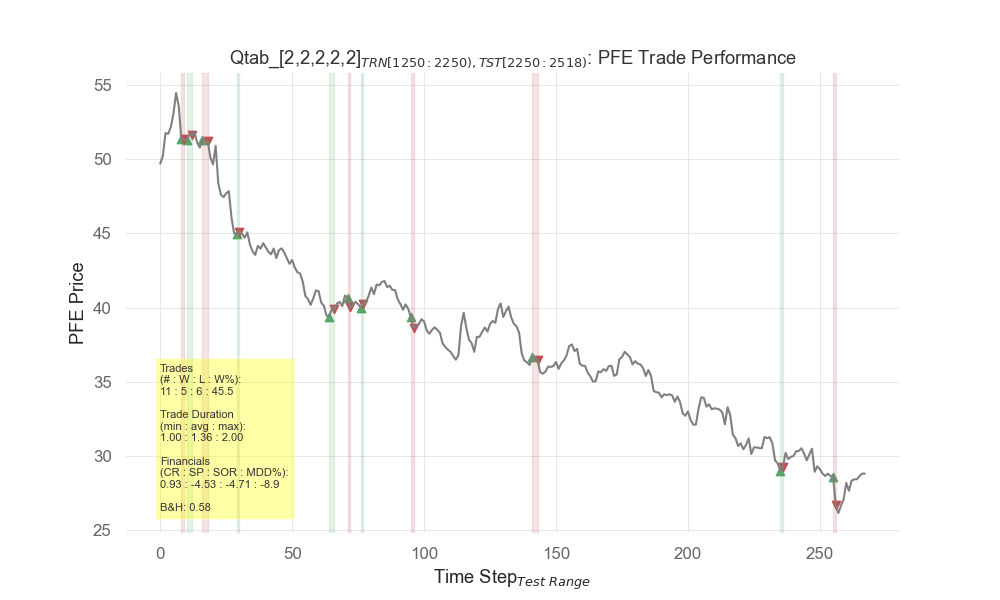 Qtab_[2,2,2,2,2]TRN[1250 : 2250), TST[2250 : 2518): PFE Trade Performance
55
50
45
40
35
30
25
PFE Price
Trades
(# : W : L : W%):
11 : 5 : 6 : 45.5
Trade Duration
(min : avg : max):
1.00 : 1.36 : 2.00
Financials
(CR : SP : SOR : MDD%):
0.93 : -4.53 : -4.71 : -8.9
B&H: 0.58
0 50 100 150 200 250
Time StepTest Range